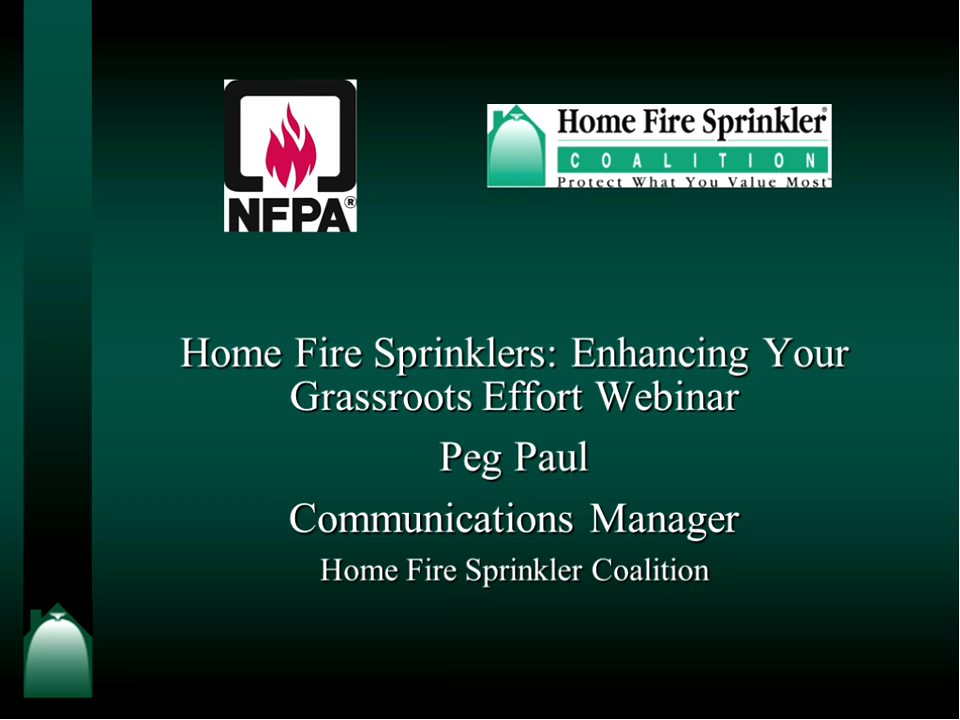 NFPA®
Home Fire Sprinkler®
COALITION
Protect What You Value Most™
Home Fire Sprinklers: Enhancing Your
Grassroots Effort Webinar
Peg Paul
Communications Manager
Home Fire Sprinkler Coalition